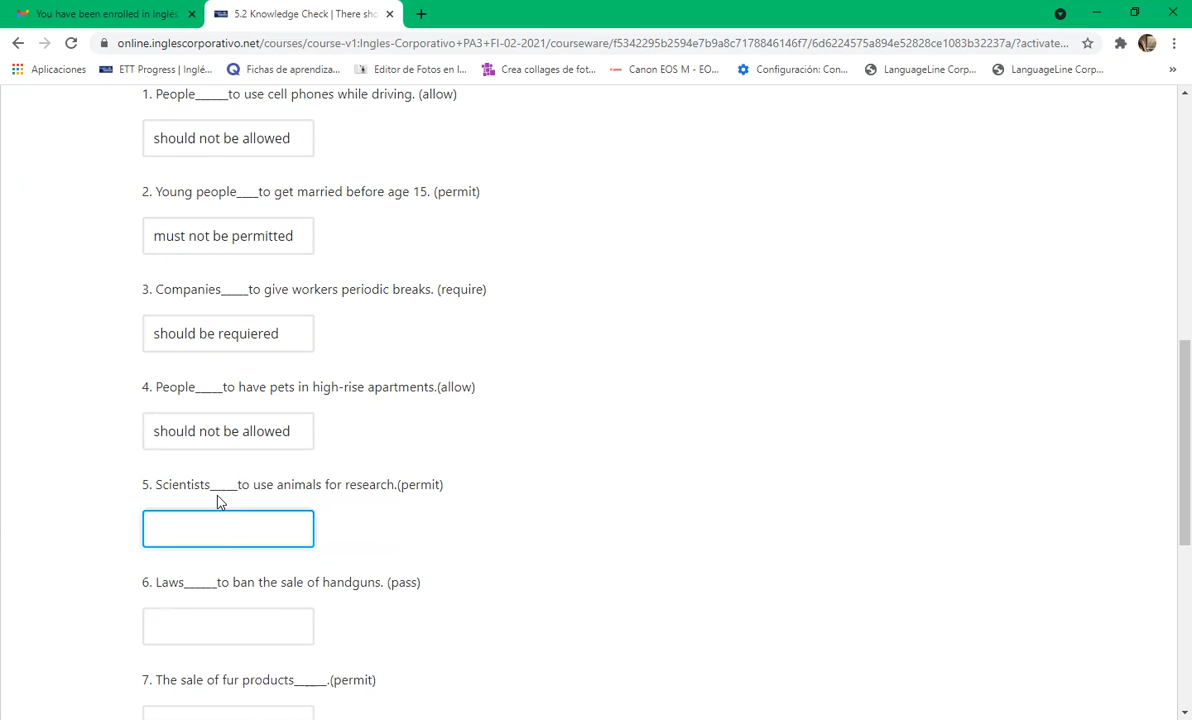 You have been enrolled in Inglés
5.2 Knowledge Check | There sho
online.inglescorporativo.net/courses/course-v1:Ingles-Corporativo+PA3+FI-02-2021/courseware/f5342295b2594e7b9a8c7178846146f7/6d6224575a894e52828ce1083b32237a/?activate...
Aplicaciones
ETT Progress | Inglé...
Fichas de aprendiza...
Editor de Fotos en l...
Crea collages de fot...
Canon EOS M - EO...
Configuración: Con...
LanguageLine Corp...
LanguageLine Corp...
1. People______to use cell phones while driving. (allow)
should not be allowed
2. Young people____to get married before age 15. (permit)
must not be permitted
3. Companies_____to give workers periodic breaks. (require)
should be requiered
4. People_____to have pets in high-rise apartments.(allow)
should not be allowed
5. Scientists_____to use animals for research.(permit)
6. Laws______to ban the sale of handguns. (pass)
7. The sale of fur products______.(permit)